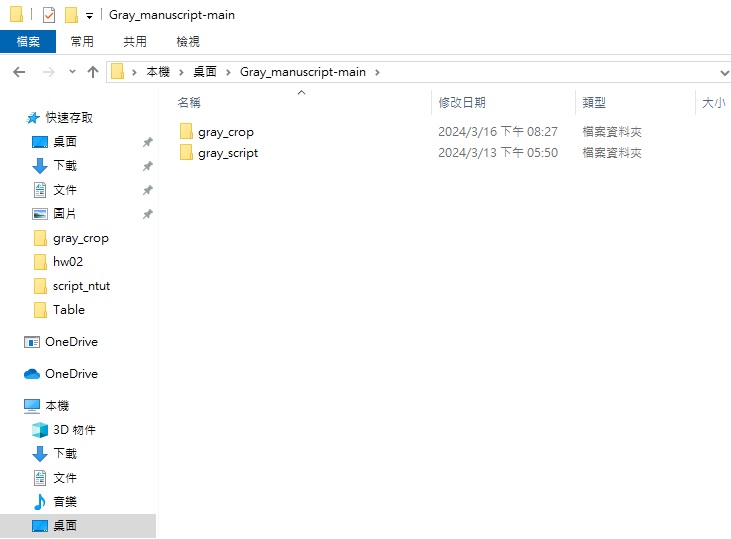 Gray_manuscript-main
檔案 常用 共用 檢視
本機 桌面 Gray_manuscript-main
名稱 修改日期 類型 大小
gray_crop 2024/3/16 下午 08:27 檔案資料夾
gray_script 2024/3/13 下午 05:50 檔案資料夾
快速存取
桌面
下載
文件
圖片
gray_crop
hw02
script_ntut
Table
OneDrive
OneDrive
本機
3D 物件
下載
文件
音樂
桌面